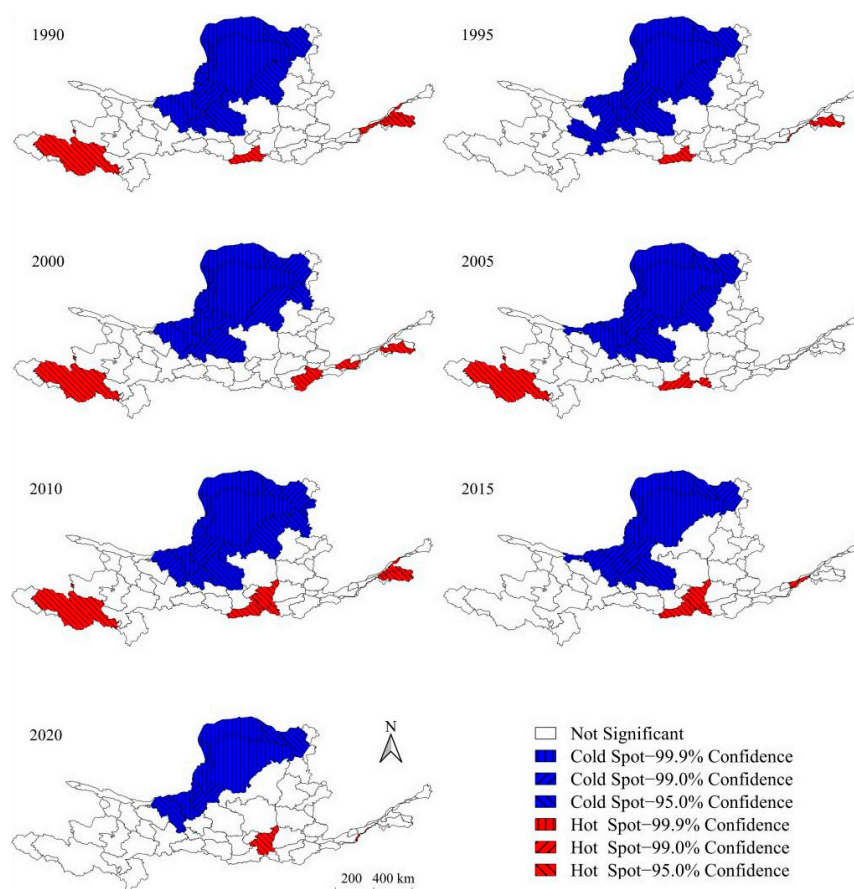 1990
1995
2000
2005
2010
2015
2020
N
200 400 km
Not Significant
Cold Spot−99.9% Confidence
Cold Spot−99.0% Confidence
Cold Spot−95.0% Confidence
Hot Spot−99.9% Confidence
Hot Spot−99.0% Confidence
Hot Spot−95.0% Confidence